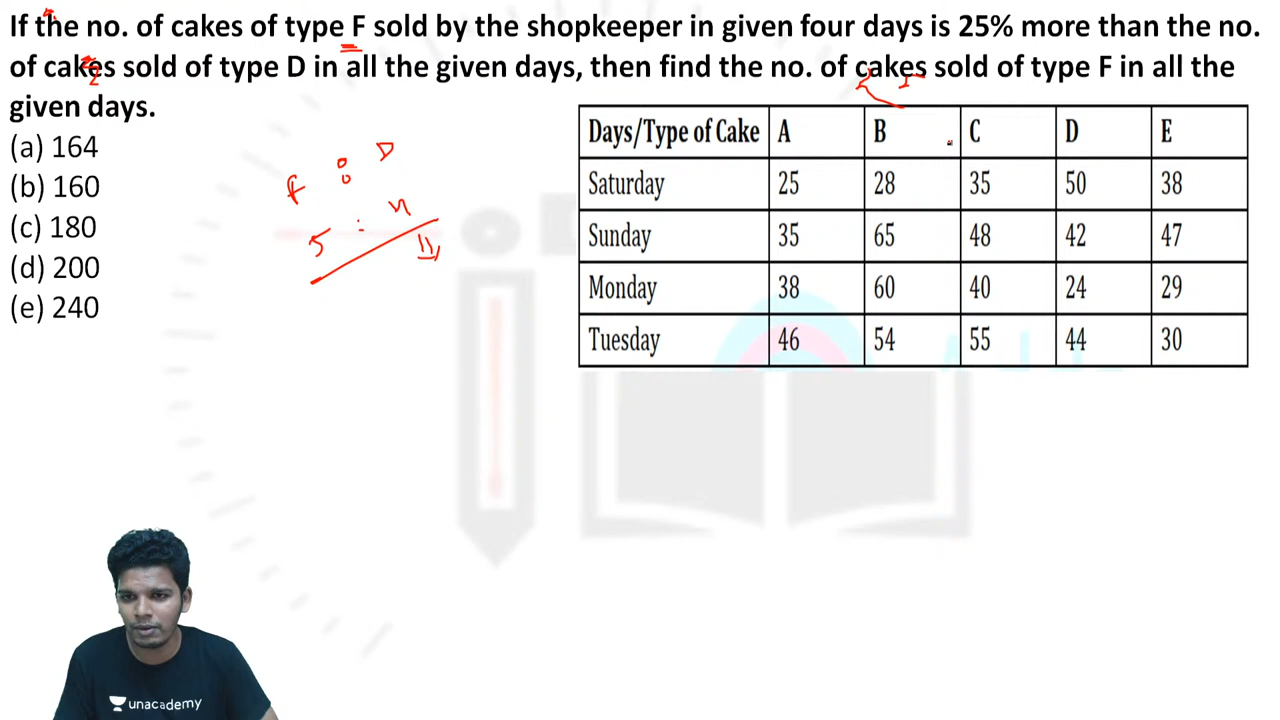 If the no. of cakes of type F sold by the shopkeeper in given four days is 25% more than the no.
of cakes sold of type D in all the given days, then find the no. of cakes sold of type F in all the
given days.
(a) 164
(b) 160
(c) 180
(d) 200
(e) 240
F : D
5 : 4
Days/Type of Cake A B C D E
Saturday 25 28 35 50 38
Sunday 35 65 48 42 47
Monday 38 60 40 24 29
Tuesday 46 54 55 44 30
unacademy